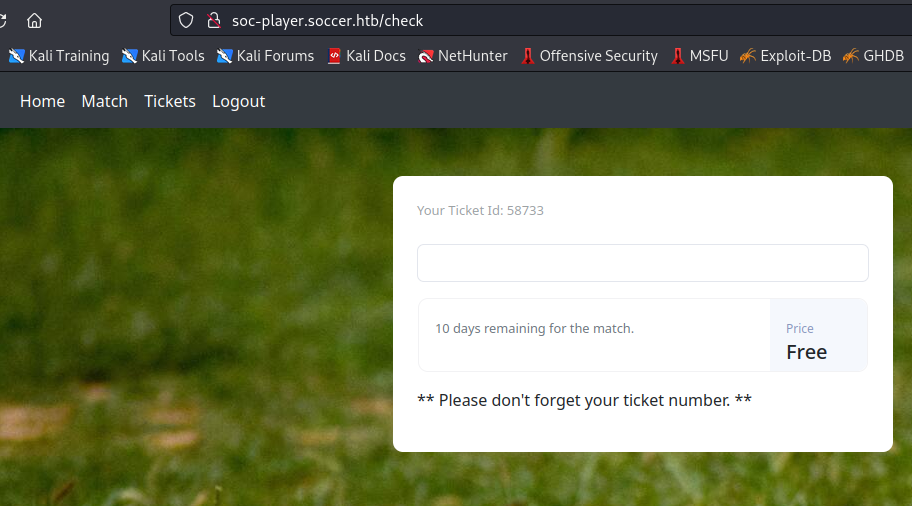 soc-player.soccer.htb/check
Kali Training Kali Tools Kali Forums Kali Docs NetHunter Offensive Security MSFU Exploit-DB GHDB
Home Match Tickets Logout
Your Ticket Id: 58733
10 days remaining for the match.
Price
Free
** Please don't forget your ticket number. **